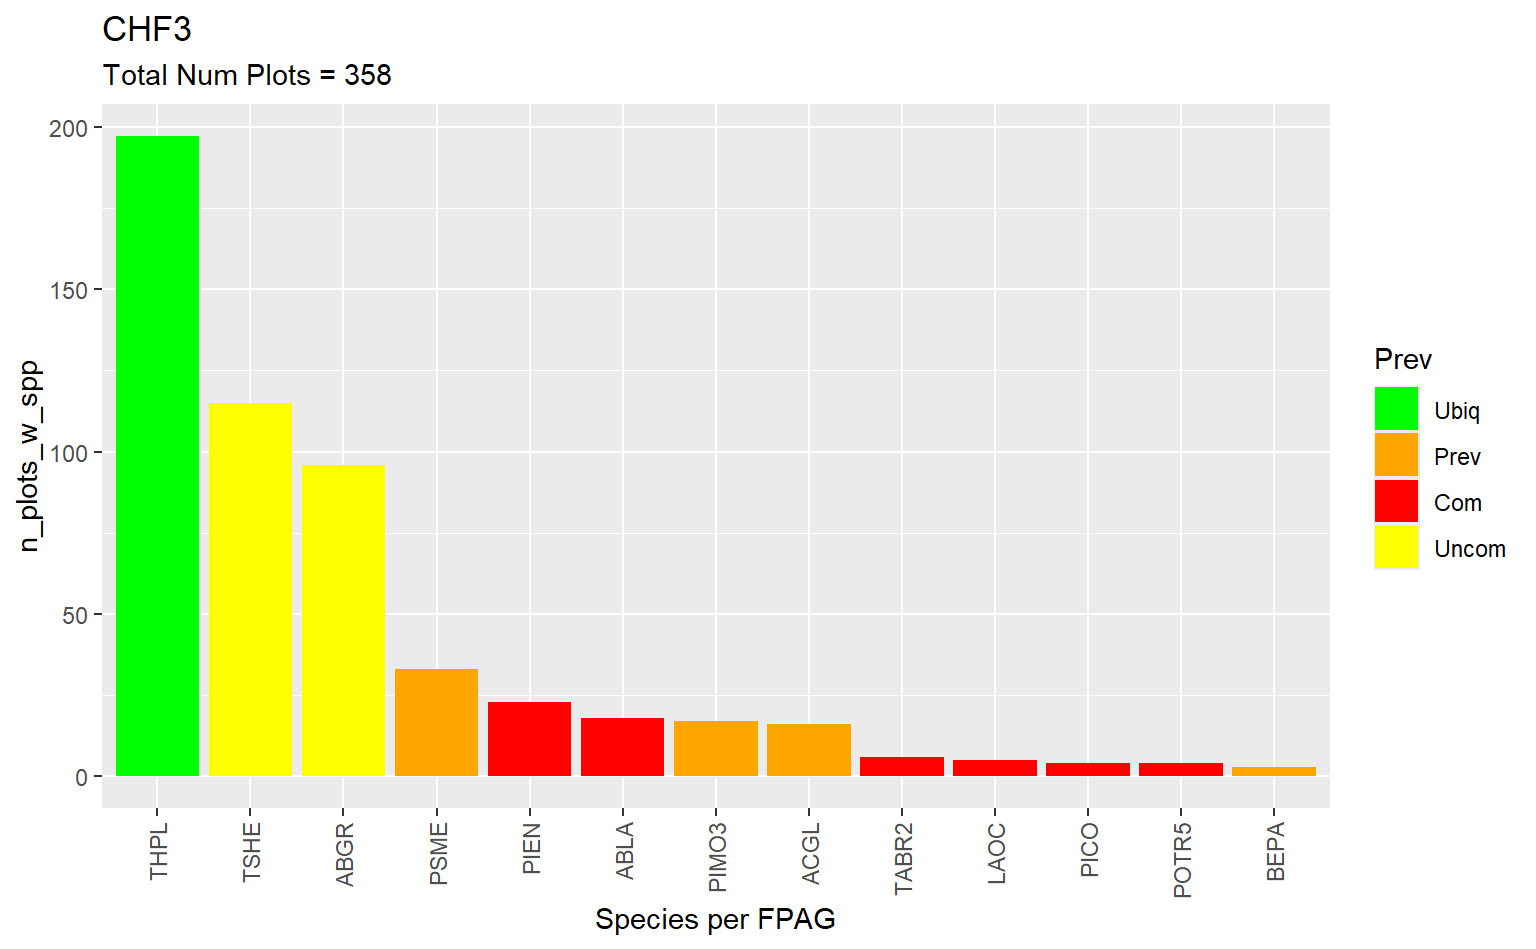 CHF3
Total Num Plots = 358
n_plots_w_spp
200
150
100
50
0
THPL
TSHE
ABGR
PSME
PIEN
ABLA
PIMO3
ACGL
TABR2
LAOC
PICO
POTR5
BEPA
Species per FPAG
Prev
Ubiq
Prev
Com
Uncom